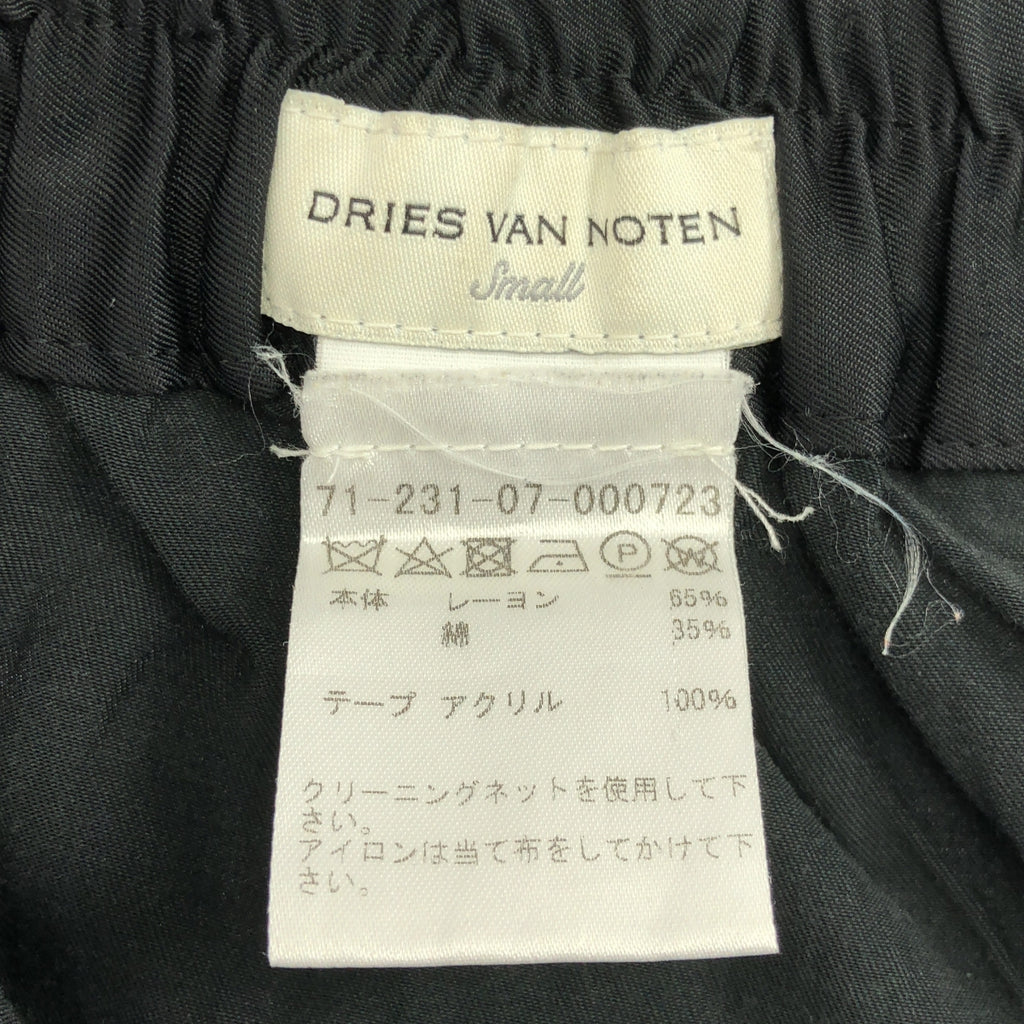 DRIES VAN NOTEN
Small
71-231-07-000723
P W
本体 レーヨン 65%
綿 35%
テープ アクリル 100%
クリーニングネットを使用して下
さい。
アイロンは当て布をしてかけて下
さい。